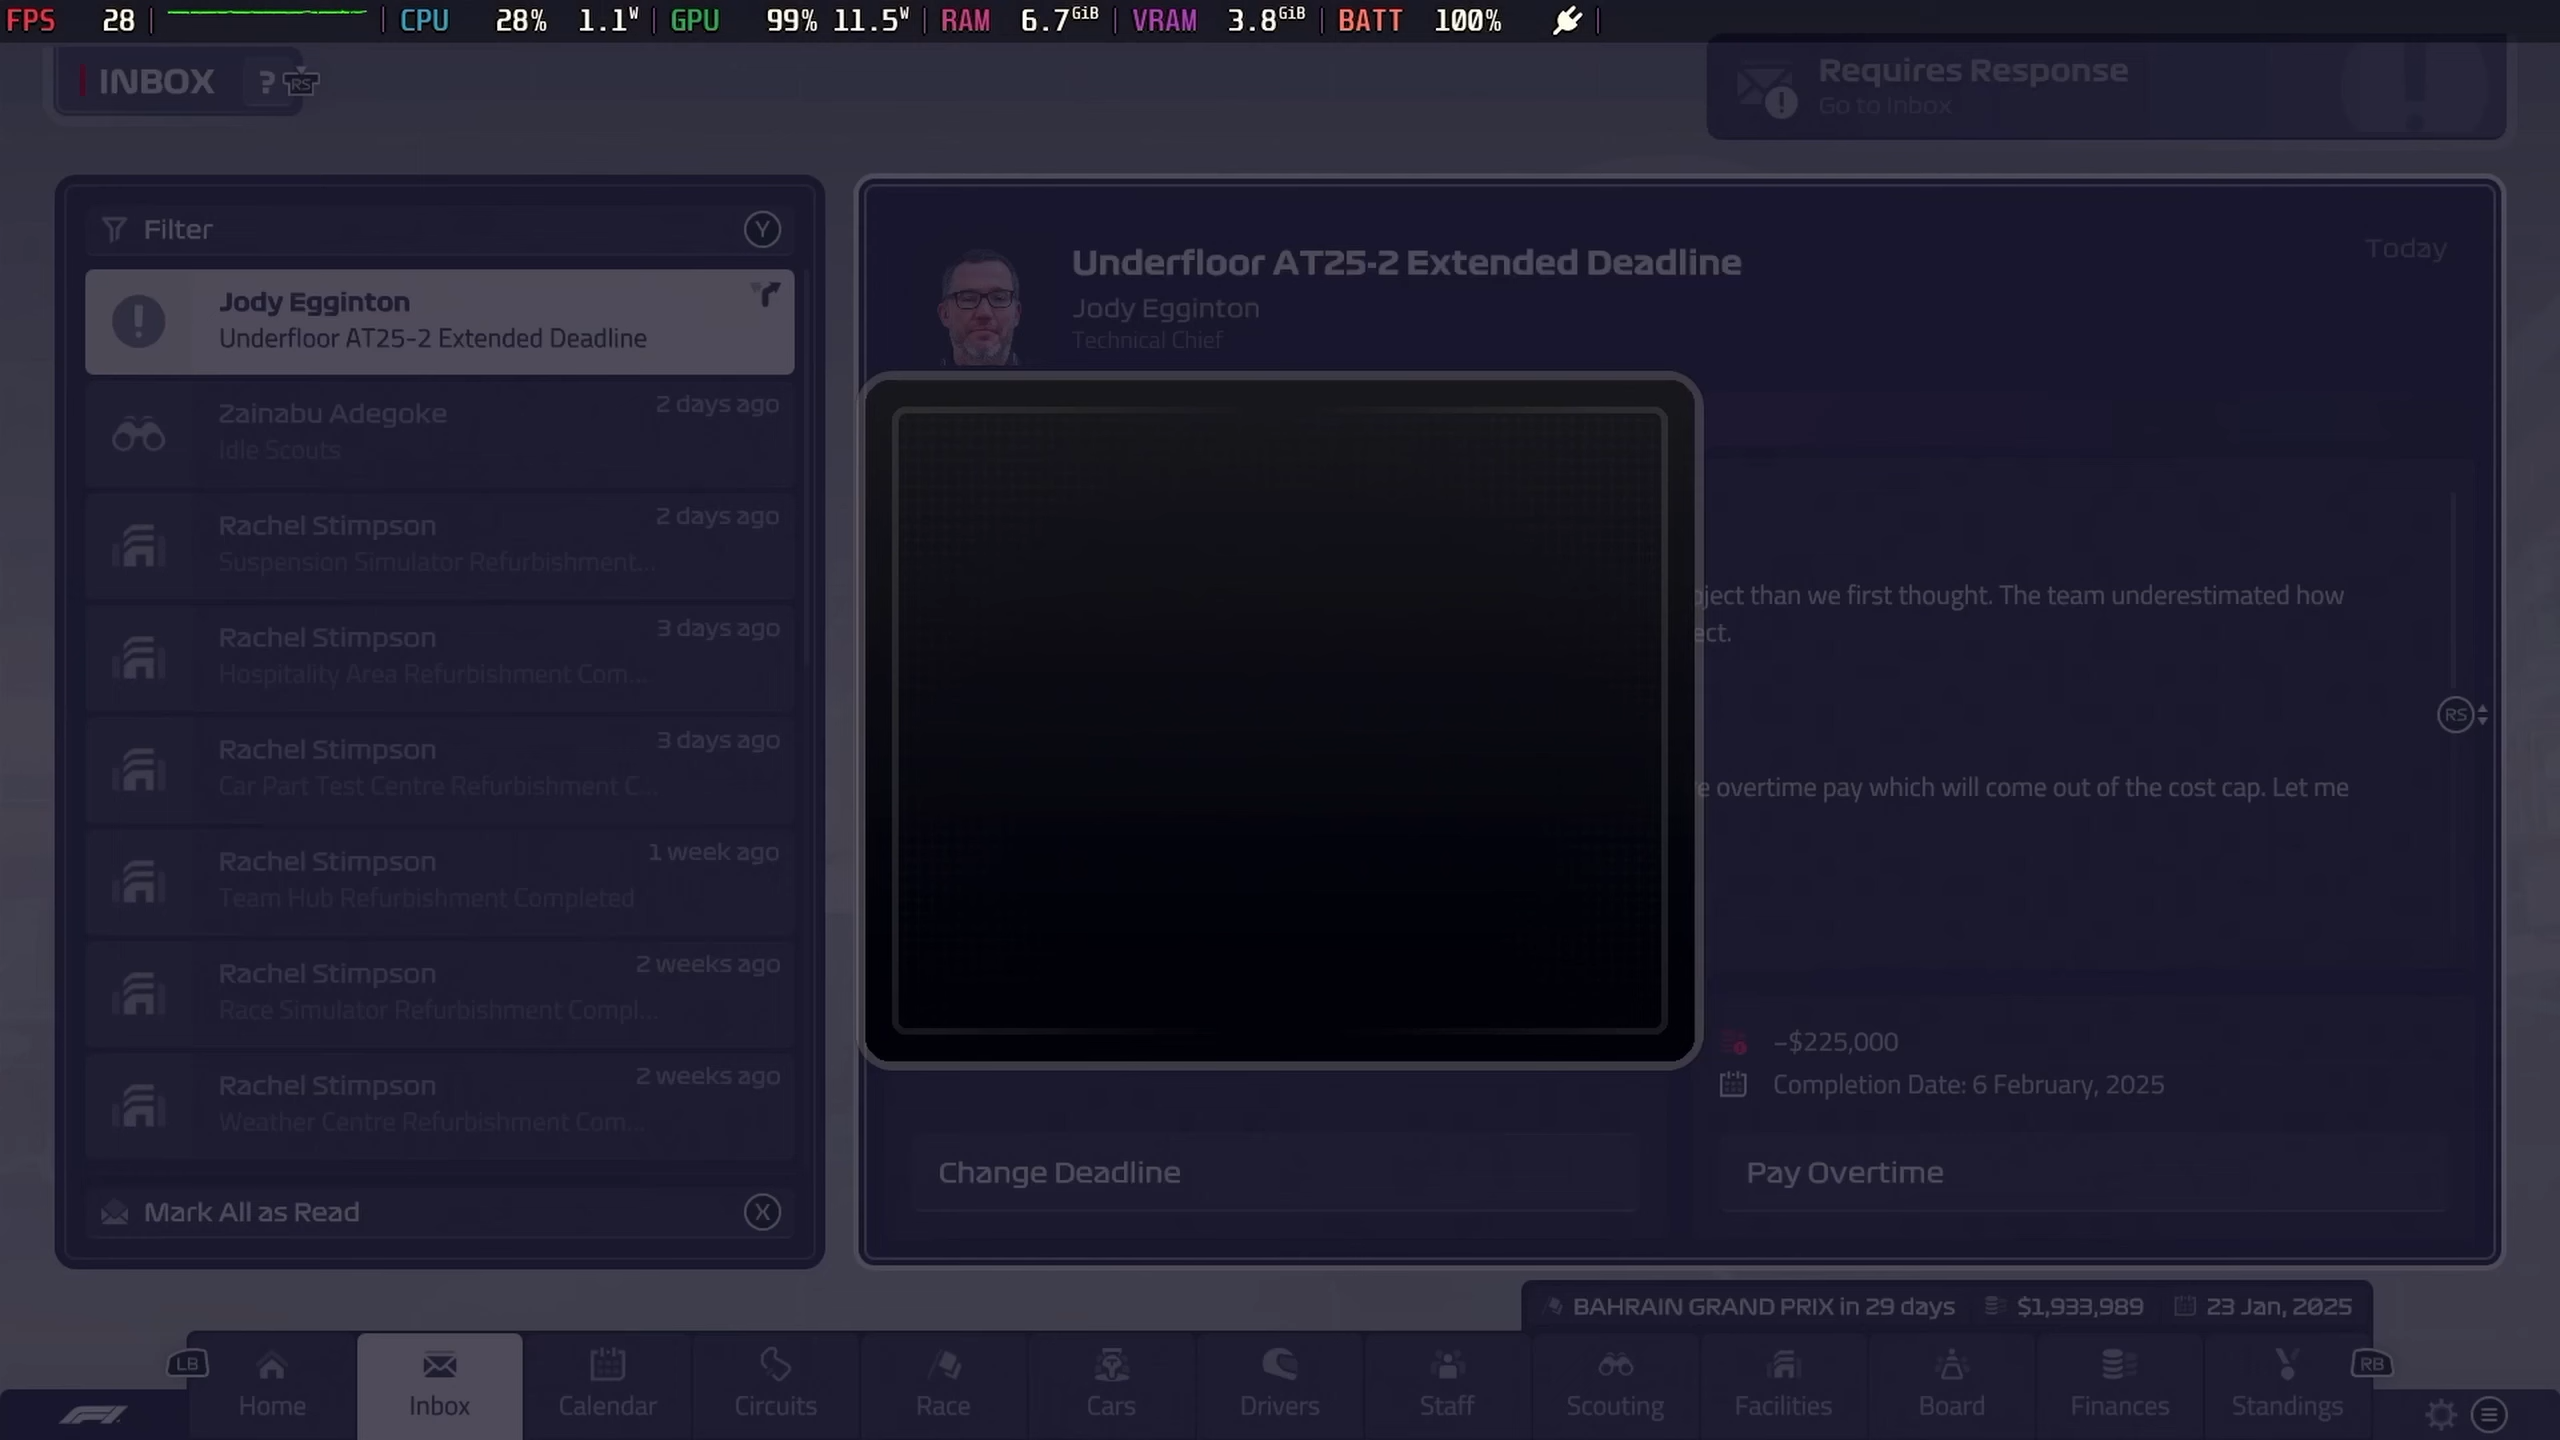 FPS 28 CPU 28% 1.1W GPU 99% 11.5W RAM 6.7GiB VRAM 3.8GiB BATT 100%
INBOX ? RS
Requires Response
Go to Inbox
Filter Y
Jody Egginton
Underfloor AT25-2 Extended Deadline
Zainabu Adegoke 2 days ago
Idle Scouts
Rachel Stimpson 2 days ago
Suspension Simulator Refurbishment...
Rachel Stimpson 3 days ago
Hospitality Area Refurbishment Com...
Rachel Stimpson 3 days ago
Car Part Test Centre Refurbishment C...
Rachel Stimpson 1 week ago
Team Hub Refurbishment Completed
Rachel Stimpson 2 weeks ago
Race Simulator Refurbishment Compl...
Rachel Stimpson 2 weeks ago
Weather Centre Refurbishment Com...
Mark All as Read X
Underfloor AT25-2 Extended Deadline Today
Jody Egginton
Technical Chief
than we first thought. The team underestimated how
RS
overtime pay which will come out of the cost cap. Let me
-$225,000
Completion Date: 6 February, 2025
Change Deadline Pay Overtime
BAHRAIN GRAND PRIX in 29 days $1,933,989 23 Jan, 2025
LB Home Inbox Calendar Circuits Race Cars Drivers Staff Scouting Facilities Board Finances Standings RB